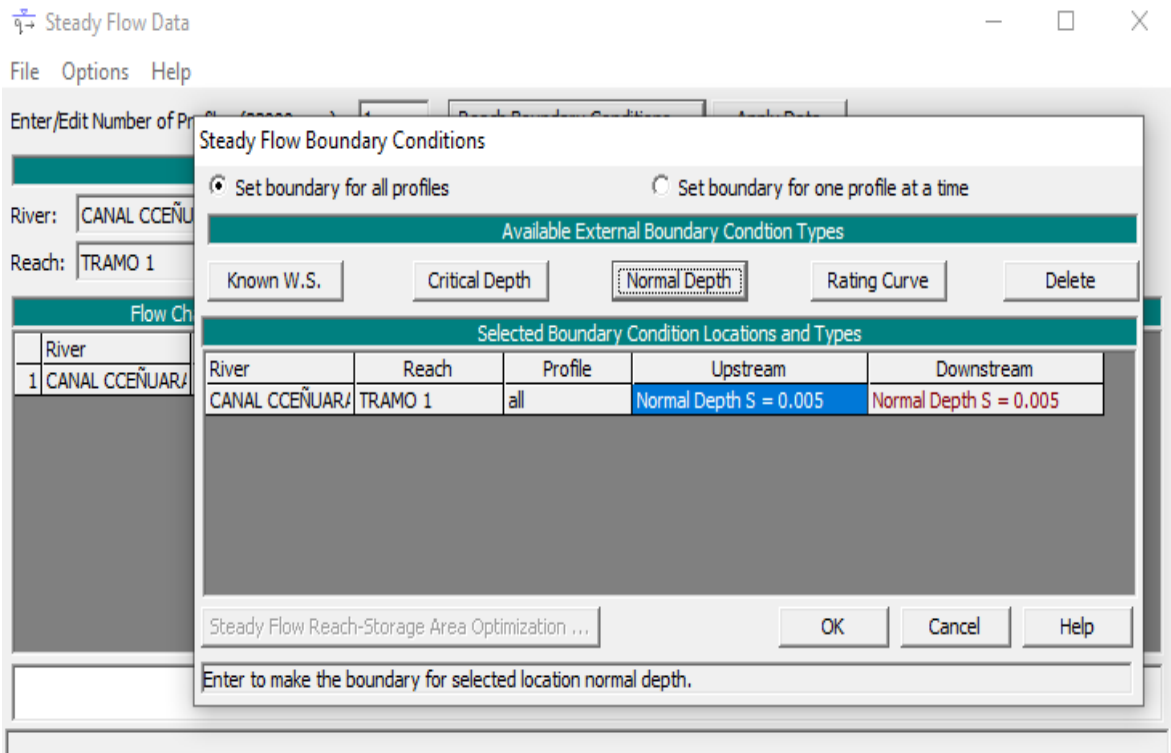 Steady Flow Data
File Options Help
Enter/Edit Number of
Steady Flow Boundary Conditions
Set boundary for all profiles
Set boundary for one profile at a time
River: CANAL CCEÑU
Available External Boundary Condtion Types
Reach: TRAMO 1
Known W.S. Critical Depth Normal Depth Rating Curve Delete
Flow Ch
Selected Boundary Condition Locations and Types
River
1 CANAL CCEÑUARA
River Reach Profile Upstream Downstream
CANAL CCEÑUARA TRAMO 1 all Normal Depth S = 0.005 Normal Depth S = 0.005
Steady Flow Reach-Storage Area Optimization ...
OK Cancel Help
Enter to make the boundary for selected location normal depth.